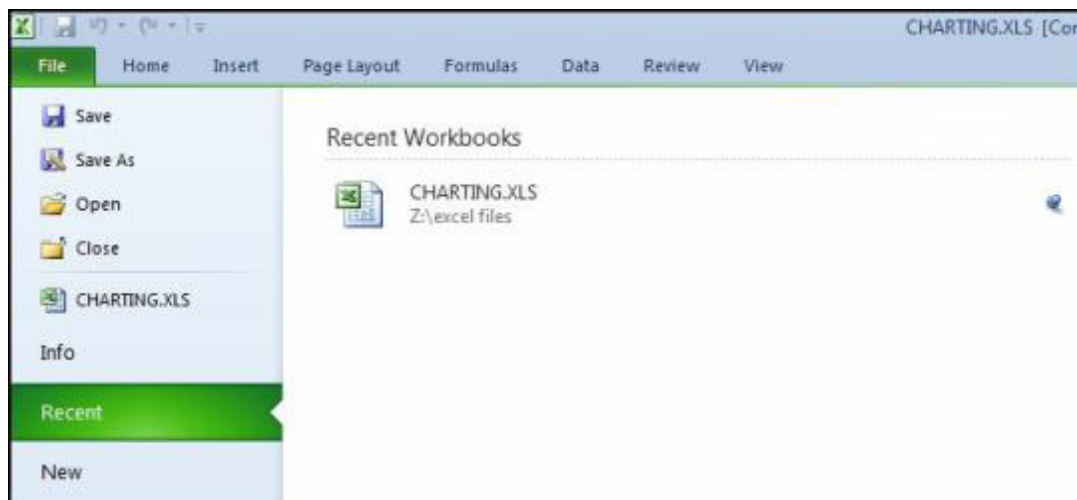 CHARTING.XLS [Con
File Home Insert Page Layout Formulas Data Review View
Save
Save As
Open
Close
CHARTING.XLS
Info
Recent
New
Recent Workbooks
CHARTING.XLS
Z:\excel files